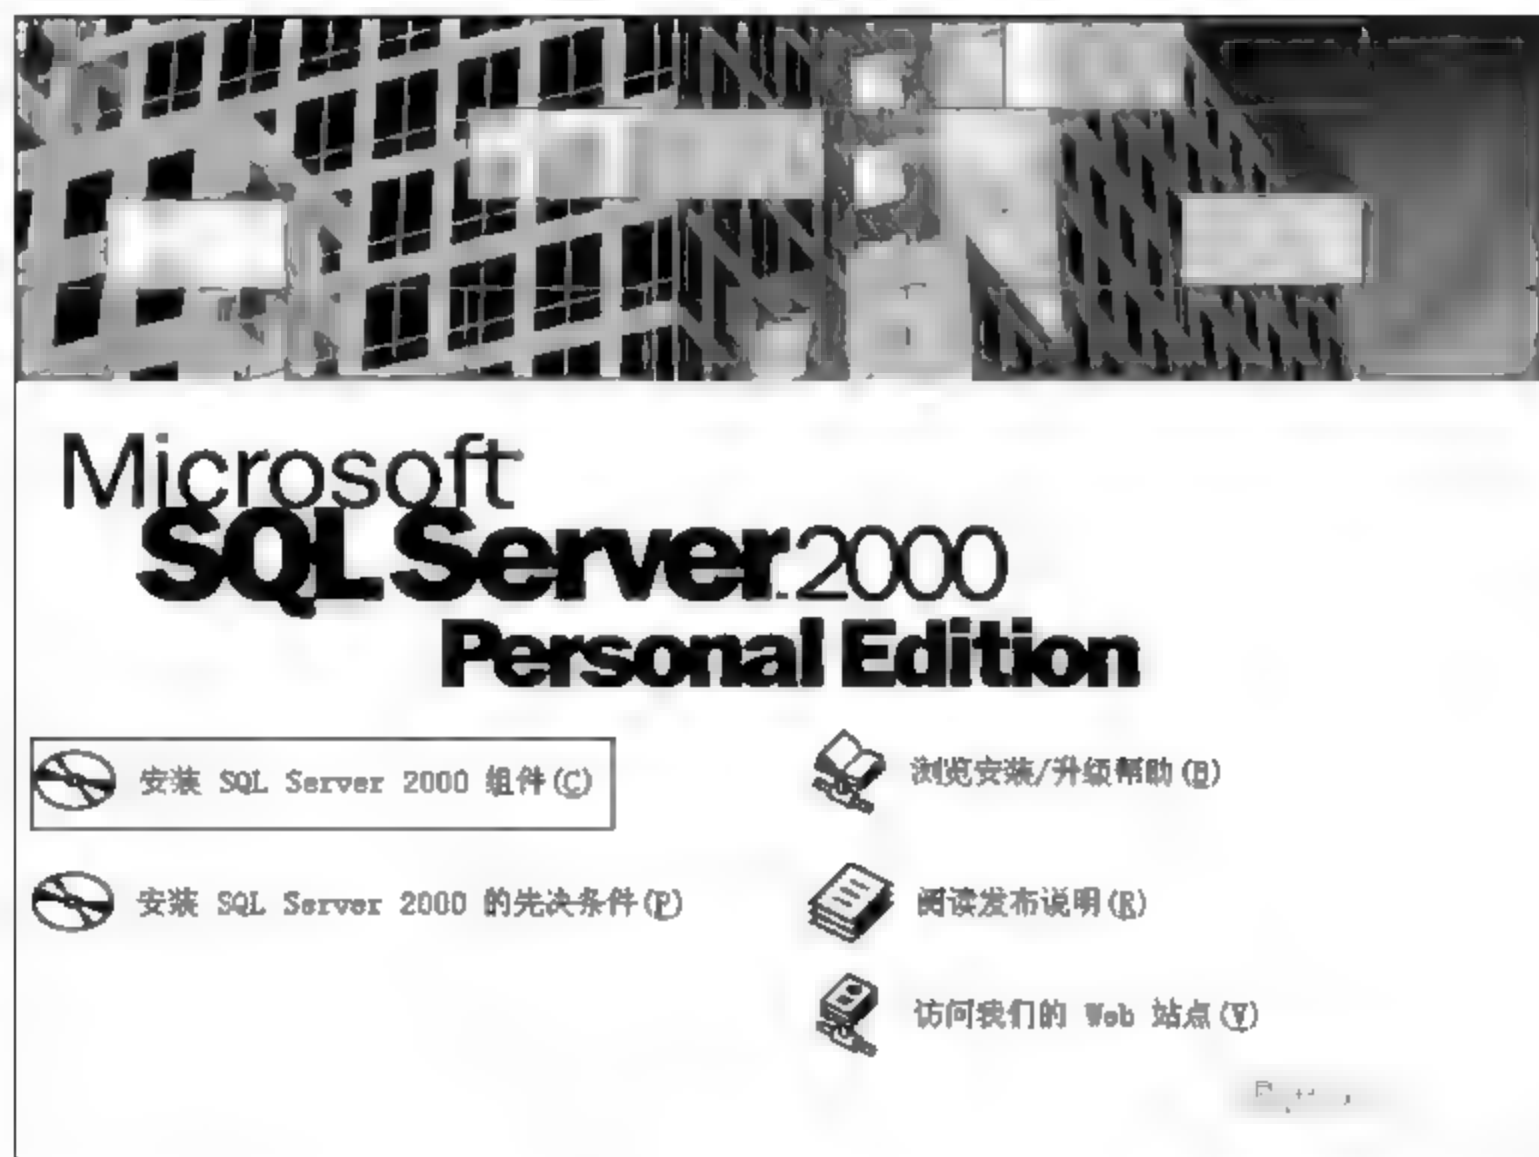 Microsoft
SQL Server 2000
Personal Edition
安装 SQL Server 2000 组件(C)
安装 SQL Server 2000 的先决条件(P)
浏览安装/升级帮助(B)
阅读发布说明(R)
访问我们的 Web 站点(V)